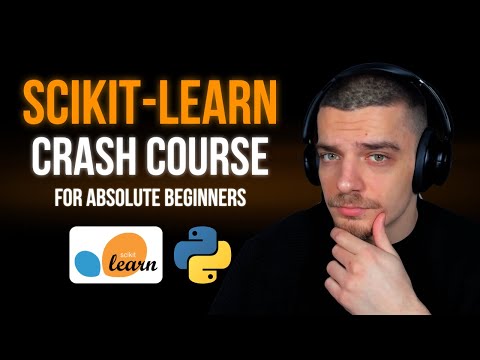 SCIKIT-LEARN
CRASH COURSE
FOR ABSOLUTE BEGINNERS
scikit
learn